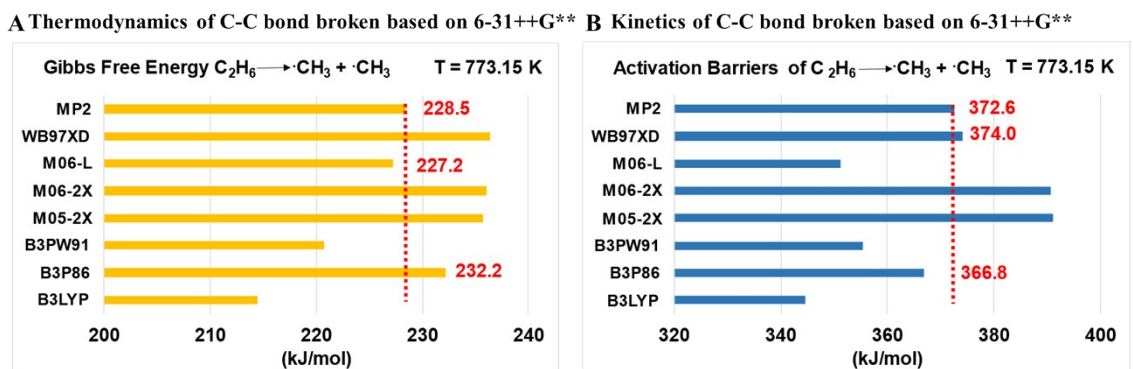 A Thermodynamics of C-C bond broken based on 6-31++G**
Gibbs Free Energy C2H6 → ·CH3 + ·CH3 T = 773.15 K
MP2 228.5
WB97XD
M06-L 227.2
M06-2X
M05-2X
B3PW91
B3P86 232.2
B3LYP
200 210 220 230 240
(kJ/mol)
B Kinetics of C-C bond broken based on 6-31++G**
Activation Barriers of C 2H6 → ·CH3 + ·CH3 T = 773.15 K
MP2 372.6
WB97XD 374.0
M06-L
M06-2X
M05-2X
B3PW91
B3P86 366.8
B3LYP
320 340 360 380 400
(kJ/mol)